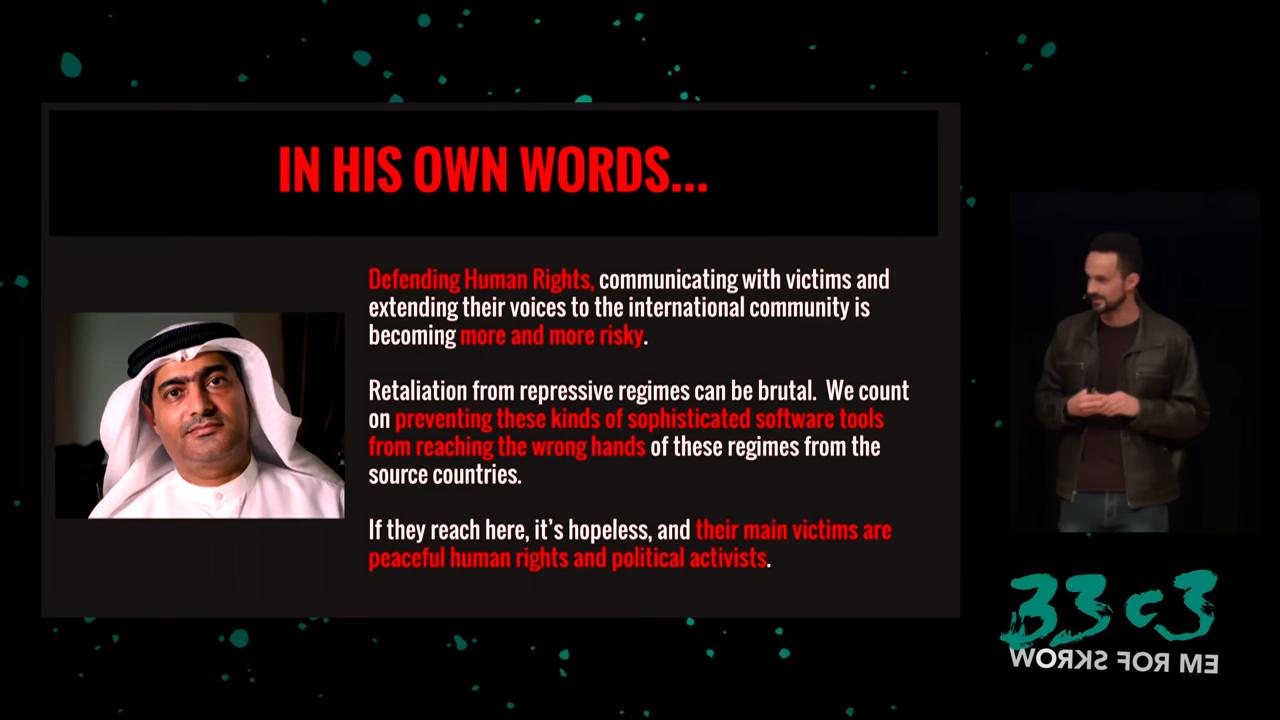 IN HIS OWN WORDS...
Defending Human Rights, communicating with victims and
extending their voices to the international community is
becoming more and more risky.
Retaliation from repressive regimes can be brutal. We count
on preventing these kinds of sophisticated software tools
from reaching the wrong hands of these regimes from the
source countries.
If they reach here, it's hopeless, and their main victims are
peaceful human rights and political activists.
33c3
WORKS FOR ME